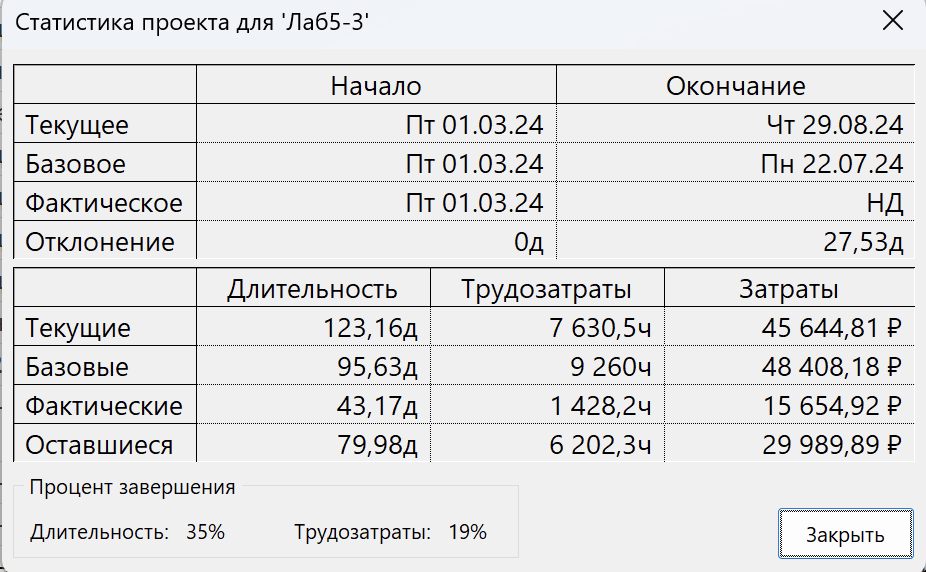 Статистика проекта для 'Лаб5-3'
Начало Окончание
Текущее Пт 01.03.24 Чт 29.08.24
Базовое Пт 01.03.24 Пн 22.07.24
Фактическое Пт 01.03.24 НД
Отклонение 0д 27,53д
Длительность Трудозатраты Затраты
Текущие 123,16д 7 630,5ч 45 644,81 ₽
Базовые 95,63д 9 260ч 48 408,18 ₽
Фактические 43,17д 1 428,2ч 15 654,92 ₽
Оставшиеся 79,98д 6 202,3ч 29 989,89 ₽
Процент завершения
Длительность: 35% Трудозатраты: 19%
Закрыть